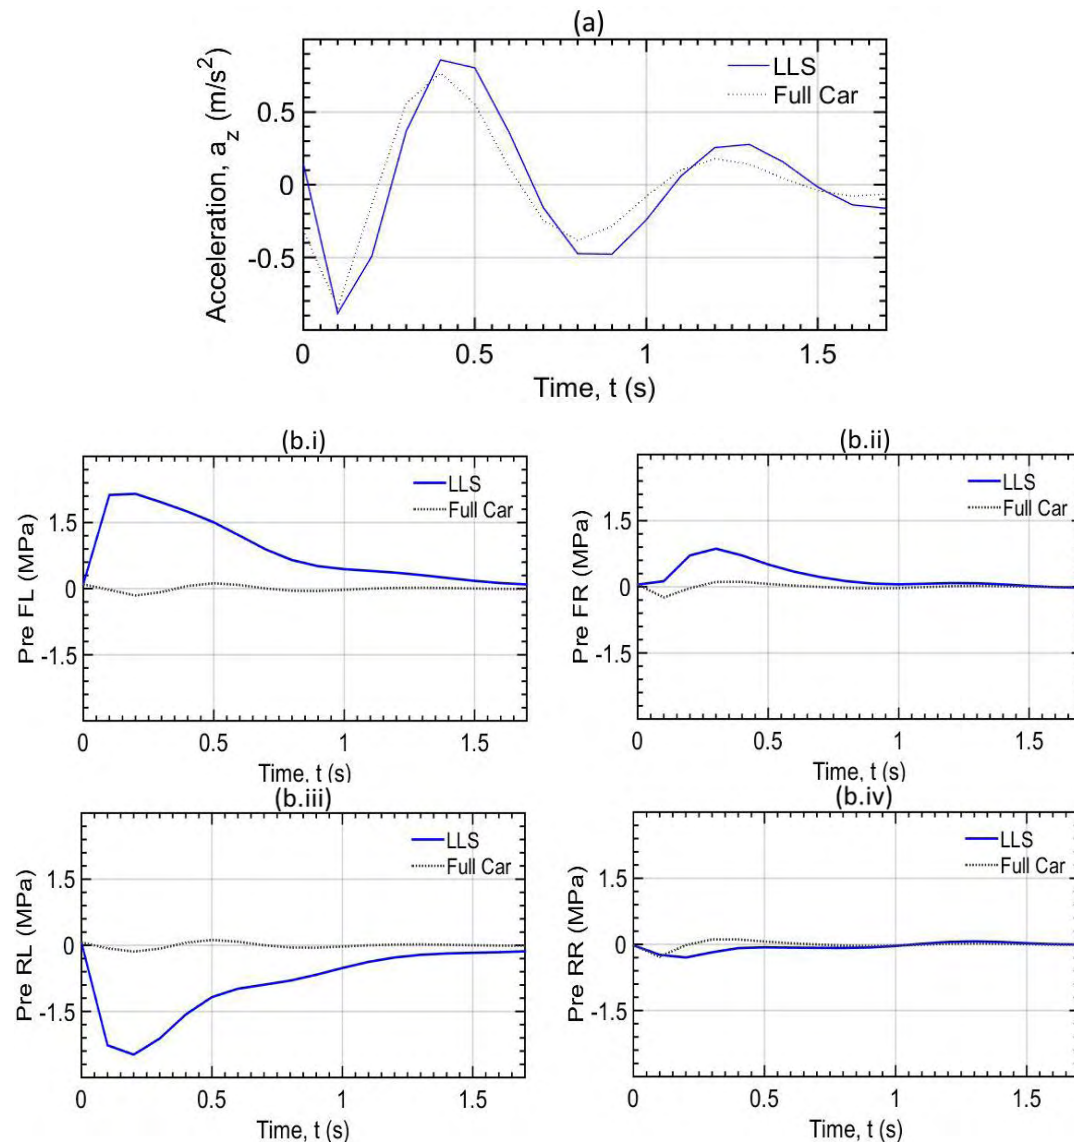 (a)
LLS
Full Car
0.5
0
-0.5
Acceleration, a_z (m/s²)
0 0.5 1 1.5
Time, t (s)
(b.i)
LLS
Full Car
1.5
0
-1.5
Pre FL (MPa)
0 0.5 1 1.5
Time, t (s)
(b.ii)
LLS
Full Car
1.5
0
-1.5
Pre FR (MPa)
0 0.5 1 1.5
Time, t (s)
(b.iii)
LLS
Full Car
1.5
0
-1.5
Pre RL (MPa)
0 0.5 1 1.5
Time, t (s)
(b.iv)
LLS
Full Car
1.5
0
-1.5
Pre RR (MPa)
0 0.5 1 1.5
Time, t (s)